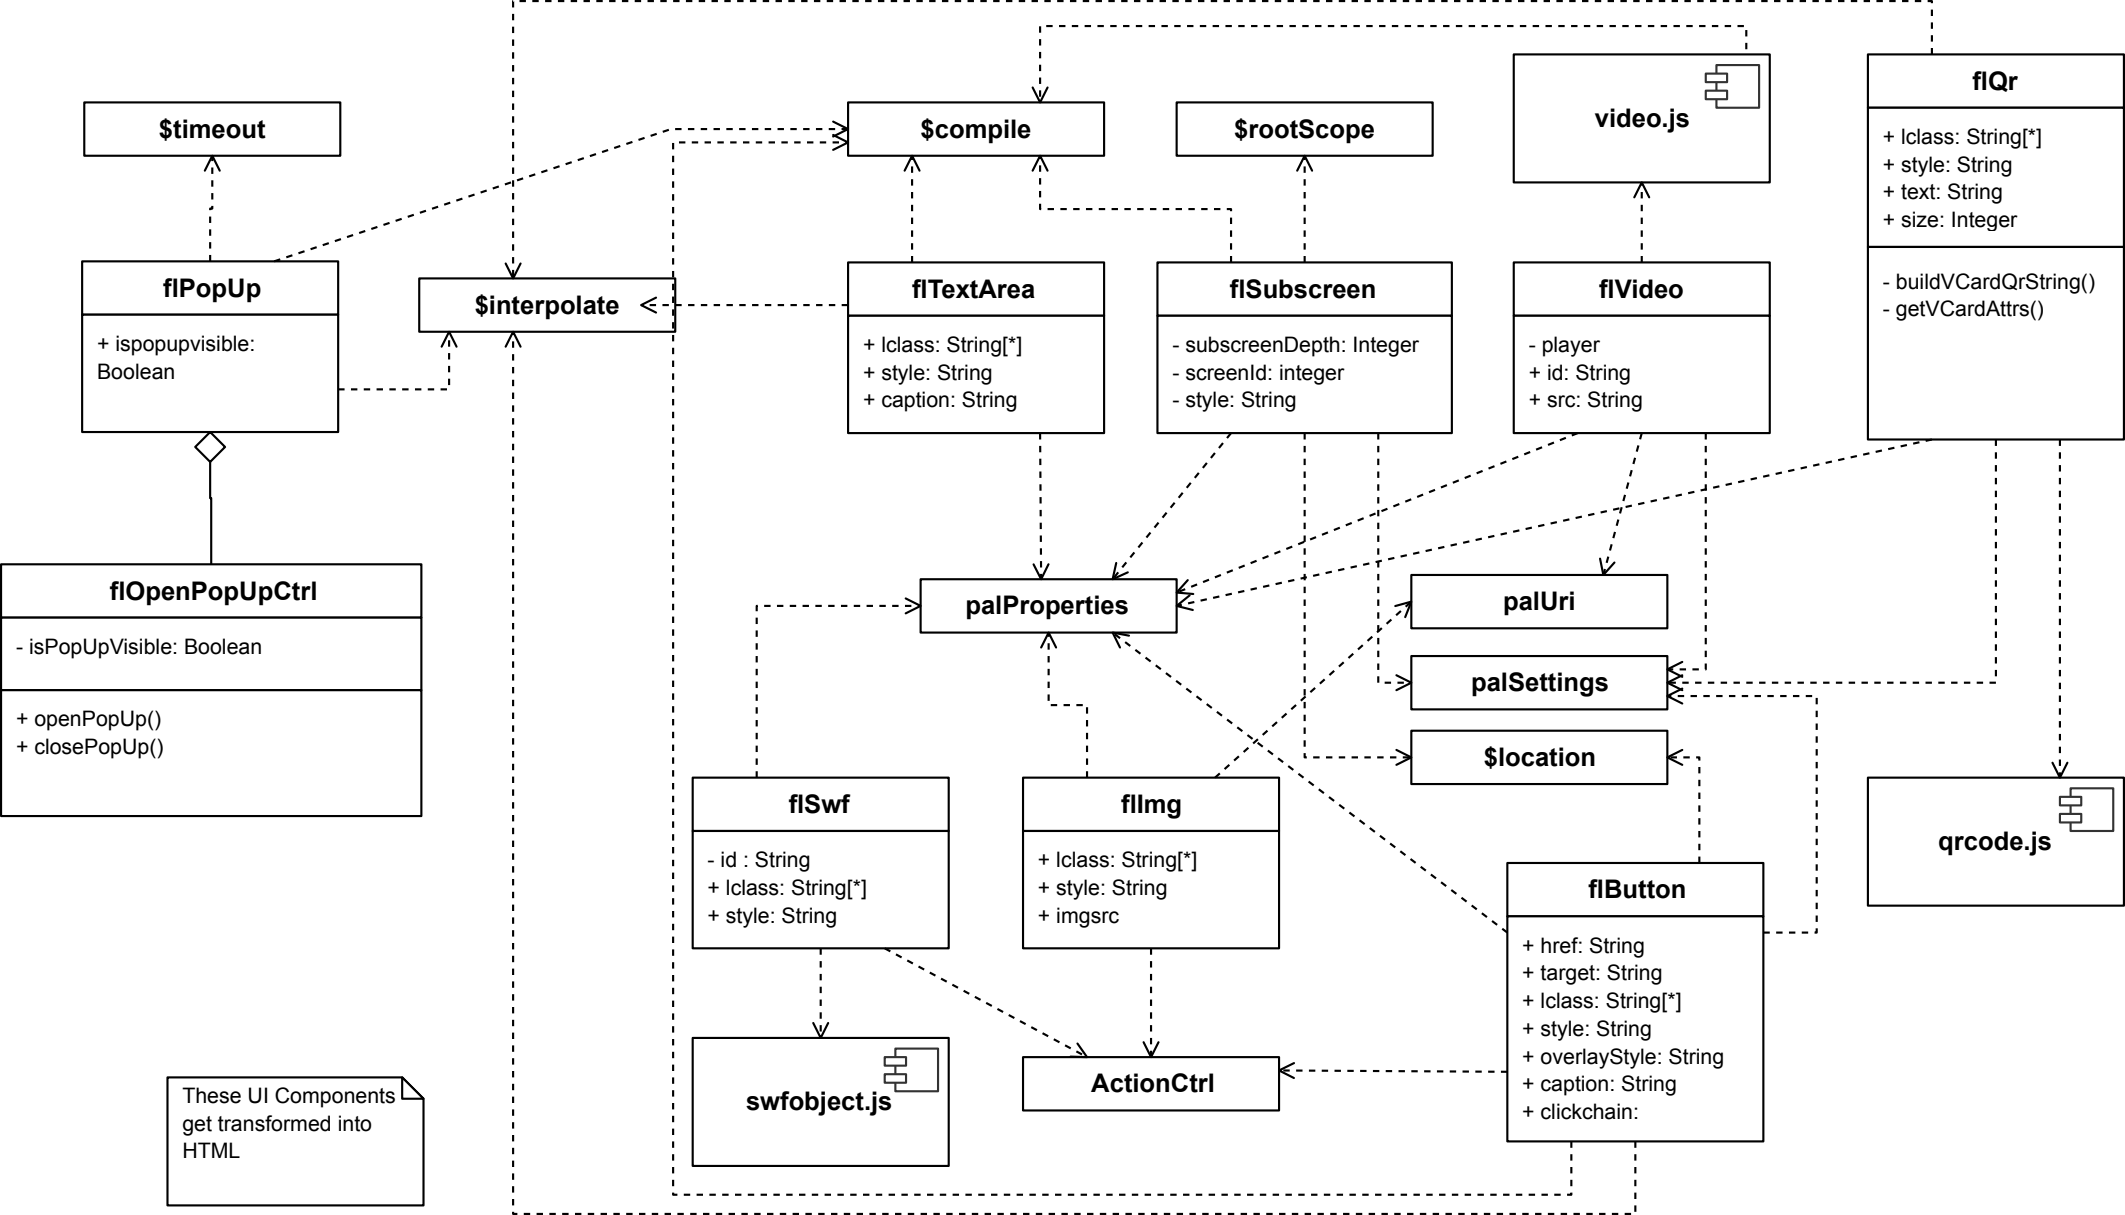 $timeout
$compile
$rootScope
video.js
flQr
+ lclass: String[*]
+ style: String
+ text: String
+ size: Integer
- buildVCardQrString()
- getVCardAttrs()
flPopUp
+ ispopupvisible:
Boolean
$interpolate
flTextArea
+ lclass: String[*]
+ style: String
+ caption: String
flSubscreen
- subscreenDepth: Integer
- screenId: integer
- style: String
flVideo
- player
+ id: String
+ src: String
flOpenPopUpCtrl
- isPopUpVisible: Boolean
+ openPopUp()
+ closePopUp()
palProperties
palUri
palSettings
$location
flSwf
- id : String
+ lclass: String[*]
+ style: String
flImg
+ lclass: String[*]
+ style: String
+ imgsrc
qrcode.js
flButton
+ href: String
+ target: String
+ lclass: String[*]
+ style: String
+ overlayStyle: String
+ caption: String
+ clickchain:
swfobject.js
ActionCtrl
These UI Components
get transformed into
HTML